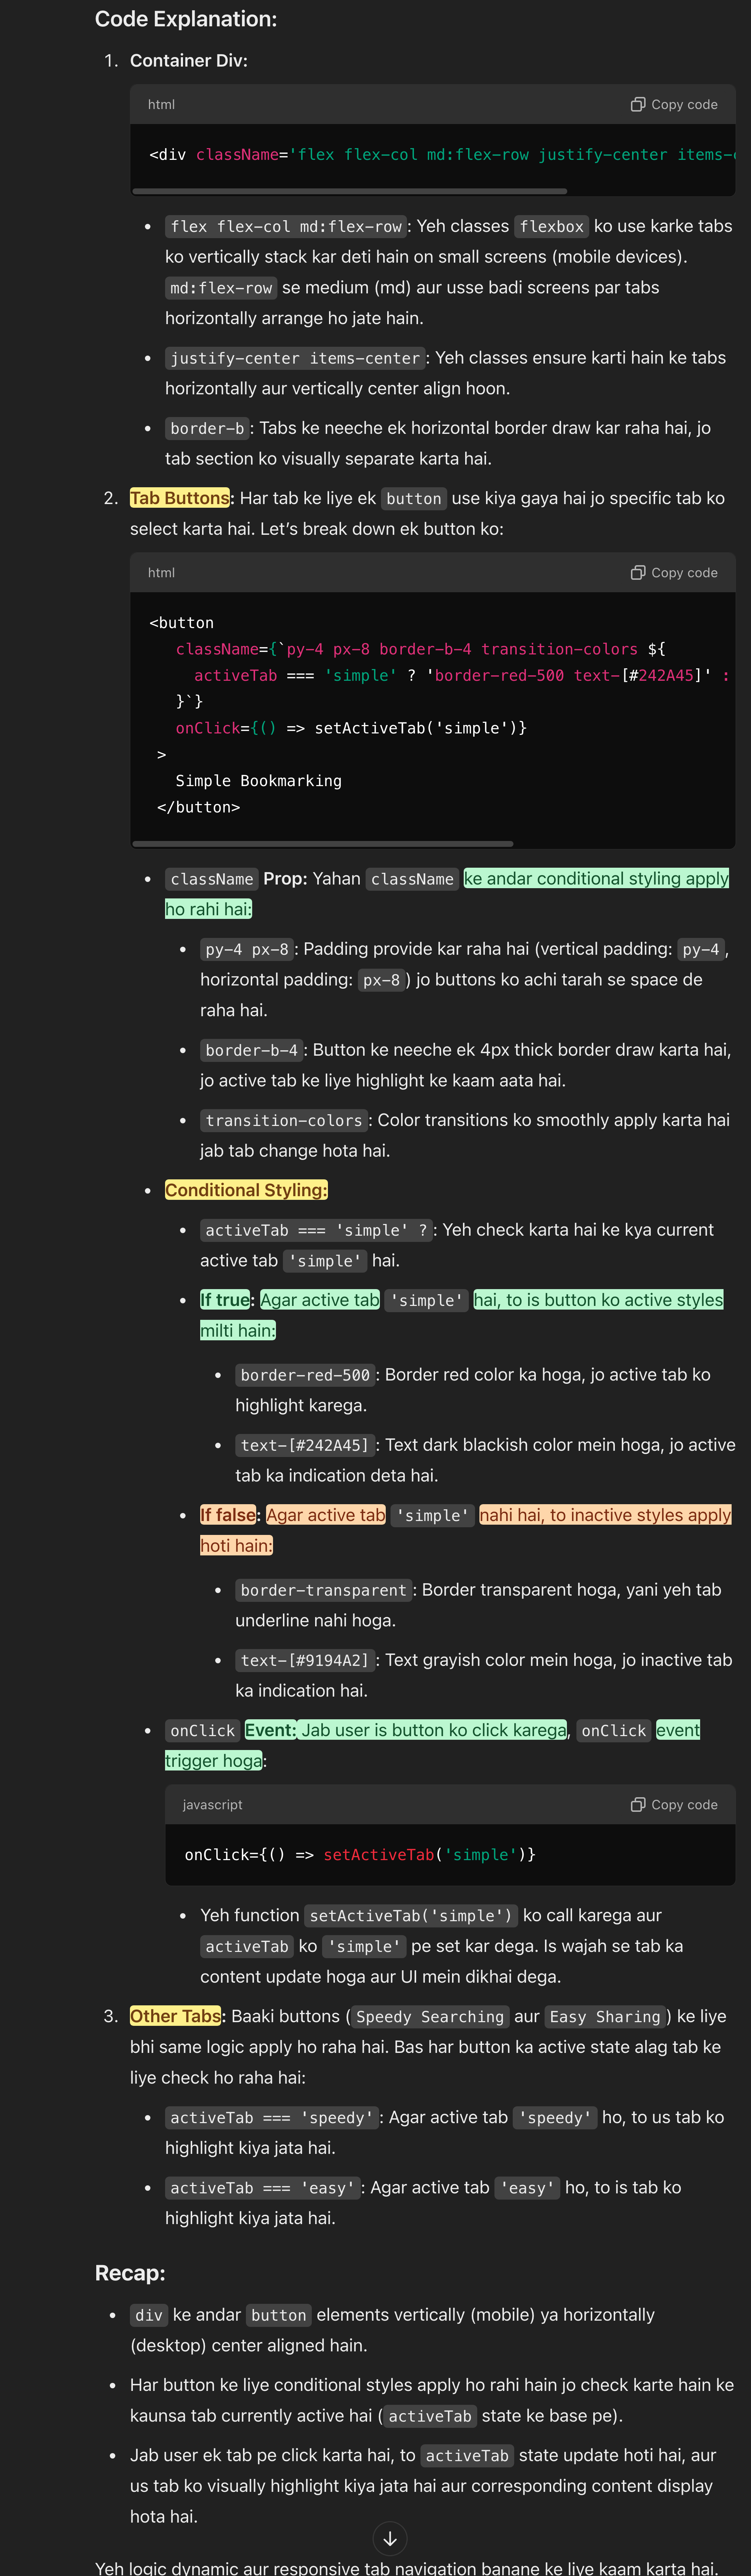 Code Explanation:
1. Container Div:
html
Copy code
<div className='flex flex-col md:flex-row justify-center items-c
• flex flex-col md:flex-row: Yeh classes flexbox ko use karke tabs
ko vertically stack kar deti hain on small screens (mobile devices).
md:flex-row se medium (md) aur usse badi screens par tabs
horizontally arrange ho jate hain.
• justify-center items-center: Yeh classes ensure karti hain ke tabs
horizontally aur vertically center align hoon.
• border-b: Tabs ke neeche ek horizontal border draw kar raha hai, jo
tab section ko visually separate karta hai.
2. Tab Buttons: Har tab ke liye ek button use kiya gaya hai jo specific tab ko
select karta hai. Let’s break down ek button ko:
html
Copy code
<button
className={`py-4 px-8 border-b-4 transition-colors ${
activeTab === 'simple' ? 'border-red-500 text-[#242A45]' :
}`}
onClick={() => setActiveTab('simple')}
>
Simple Bookmarking
</button>
• className Prop: Yahan className ke andar conditional styling apply
ho rahi hai:
• py-4 px-8: Padding provide kar raha hai (vertical padding: py-4,
horizontal padding: px-8) jo buttons ko achi tarah se space de
raha hai.
• border-b-4: Button ke neeche ek 4px thick border draw karta hai,
jo active tab ke liye highlight ke kaam aata hai.
• transition-colors: Color transitions ko smoothly apply karta hai
jab tab change hota hai.
• Conditional Styling:
• activeTab === 'simple' ?: Yeh check karta hai ke kya current
active tab 'simple' hai.
• If true: Agar active tab 'simple' hai, to is button ko active styles
milti hain:
• border-red-500: Border red color ka hoga, jo active tab ko
highlight karega.
• text-[#242A45]: Text dark blackish color mein hoga, jo active
tab ka indication deta hai.
• If false: Agar active tab 'simple' nahi hai, to inactive styles apply
hoti hain:
• border-transparent: Border transparent hoga, yani yeh tab
underline nahi hoga.
• text-[#9194A2]: Text grayish color mein hoga, jo inactive tab
ka indication hai.
• onClick Event: Jab user is button ko click karega, onClick event
trigger hoga:
javascript
Copy code
onClick={() => setActiveTab('simple')}
• Yeh function setActiveTab('simple') ko call karega aur
activeTab ko 'simple' pe set kar dega. Is wajah se tab ka
content update hoga aur UI mein dikhai dega.
3. Other Tabs: Baaki buttons (Speedy Searching aur Easy Sharing) ke liye
bhi same logic apply ho raha hai. Bas har button ka active state alag tab ke
liye check ho raha hai:
• activeTab === 'speedy': Agar active tab 'speedy' ho, to us tab ko
highlight kiya jata hai.
• activeTab === 'easy': Agar active tab 'easy' ho, to is tab ko
highlight kiya jata hai.
Recap:
• div ke andar button elements vertically (mobile) ya horizontally
(desktop) center aligned hain.
• Har button ke liye conditional styles apply ho rahi hain jo check karte hain ke
kaunsa tab currently active hai (activeTab state ke base pe).
• Jab user ek tab pe click karta hai, to activeTab state update hoti hai, aur
us tab ko visually highlight kiya jata hai aur corresponding content display
hota hai.
Yeh logic dynamic aur responsive tab navigation banane ke liye kaam karta hai.